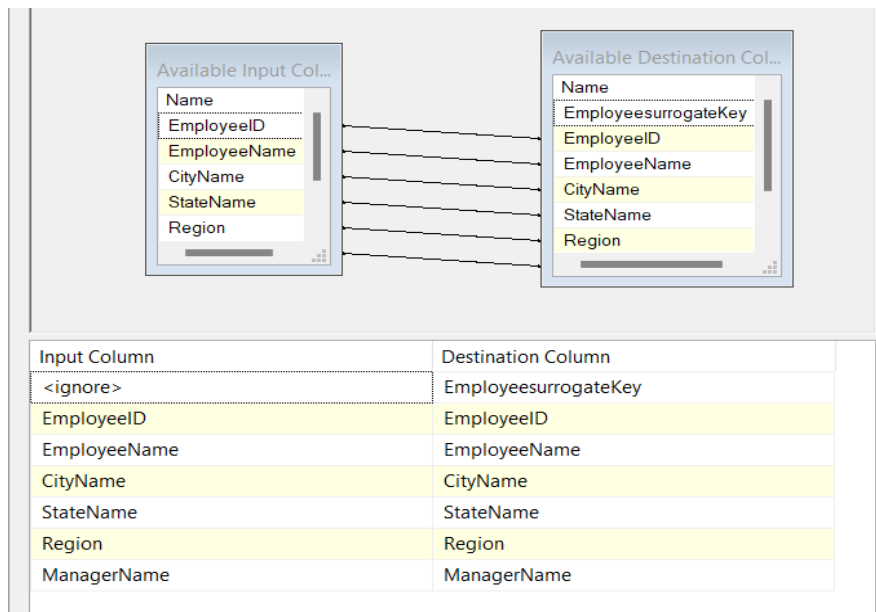 Available Input Col...
Name
EmployeeID
EmployeeName
CityName
StateName
Region
Available Destination Col...
Name
EmployeesurrogateKey
EmployeeID
EmployeeName
CityName
StateName
Region
Input Column Destination Column
<ignore> EmployeesurrogateKey
EmployeeID EmployeeID
EmployeeName EmployeeName
CityName CityName
StateName StateName
Region Region
ManagerName ManagerName